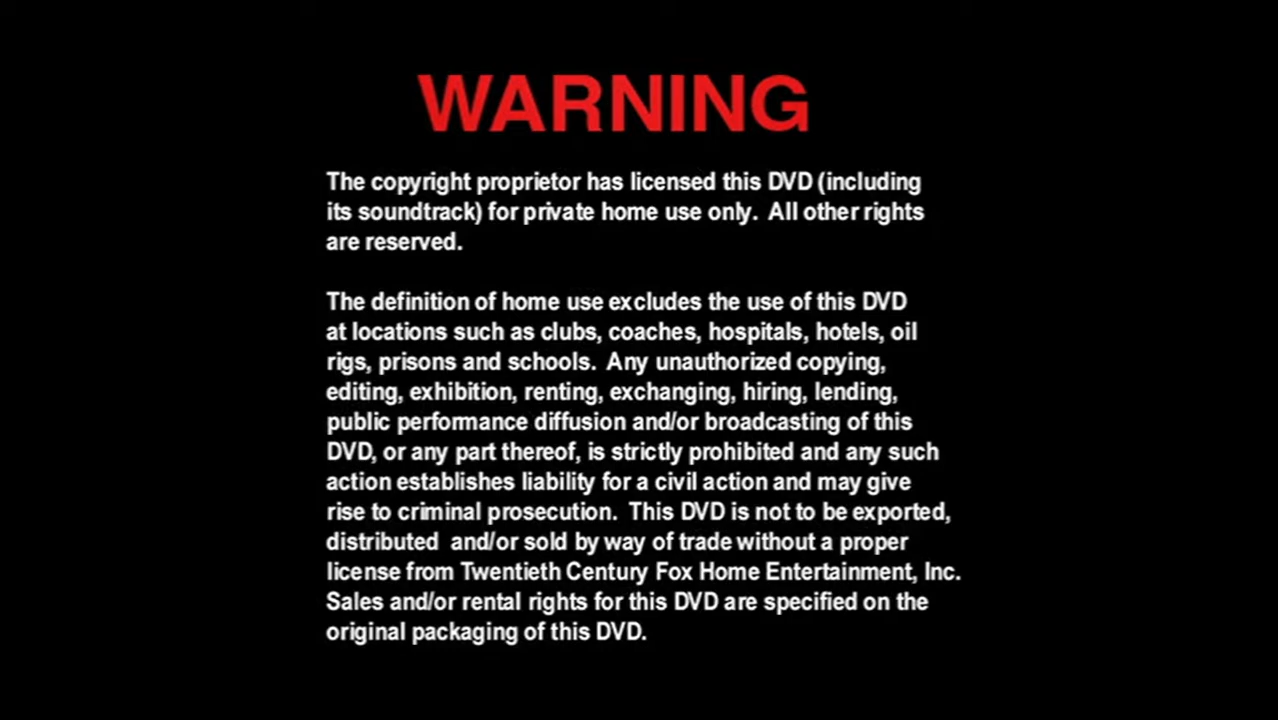 WARNING
The copyright proprietor has licensed this DVD (including
its soundtrack) for private home use only.  All other rights
are reserved.
The definition of home use excludes the use of this DVD
at locations such as clubs, coaches, hospitals, hotels, oil
rigs, prisons and schools.  Any unauthorized copying,
editing, exhibition, renting, exchanging, hiring, lending,
public performance diffusion and/or broadcasting of this
DVD, or any part thereof, is strictly prohibited and any such
action establishes liability for a civil action and may give
rise to criminal prosecution.  This DVD is not to be exported,
distributed  and/or sold by way of trade without a proper
license from Twentieth Century Fox Home Entertainment, Inc.
Sales and/or rental rights for this DVD are specified on the
original packaging of this DVD.